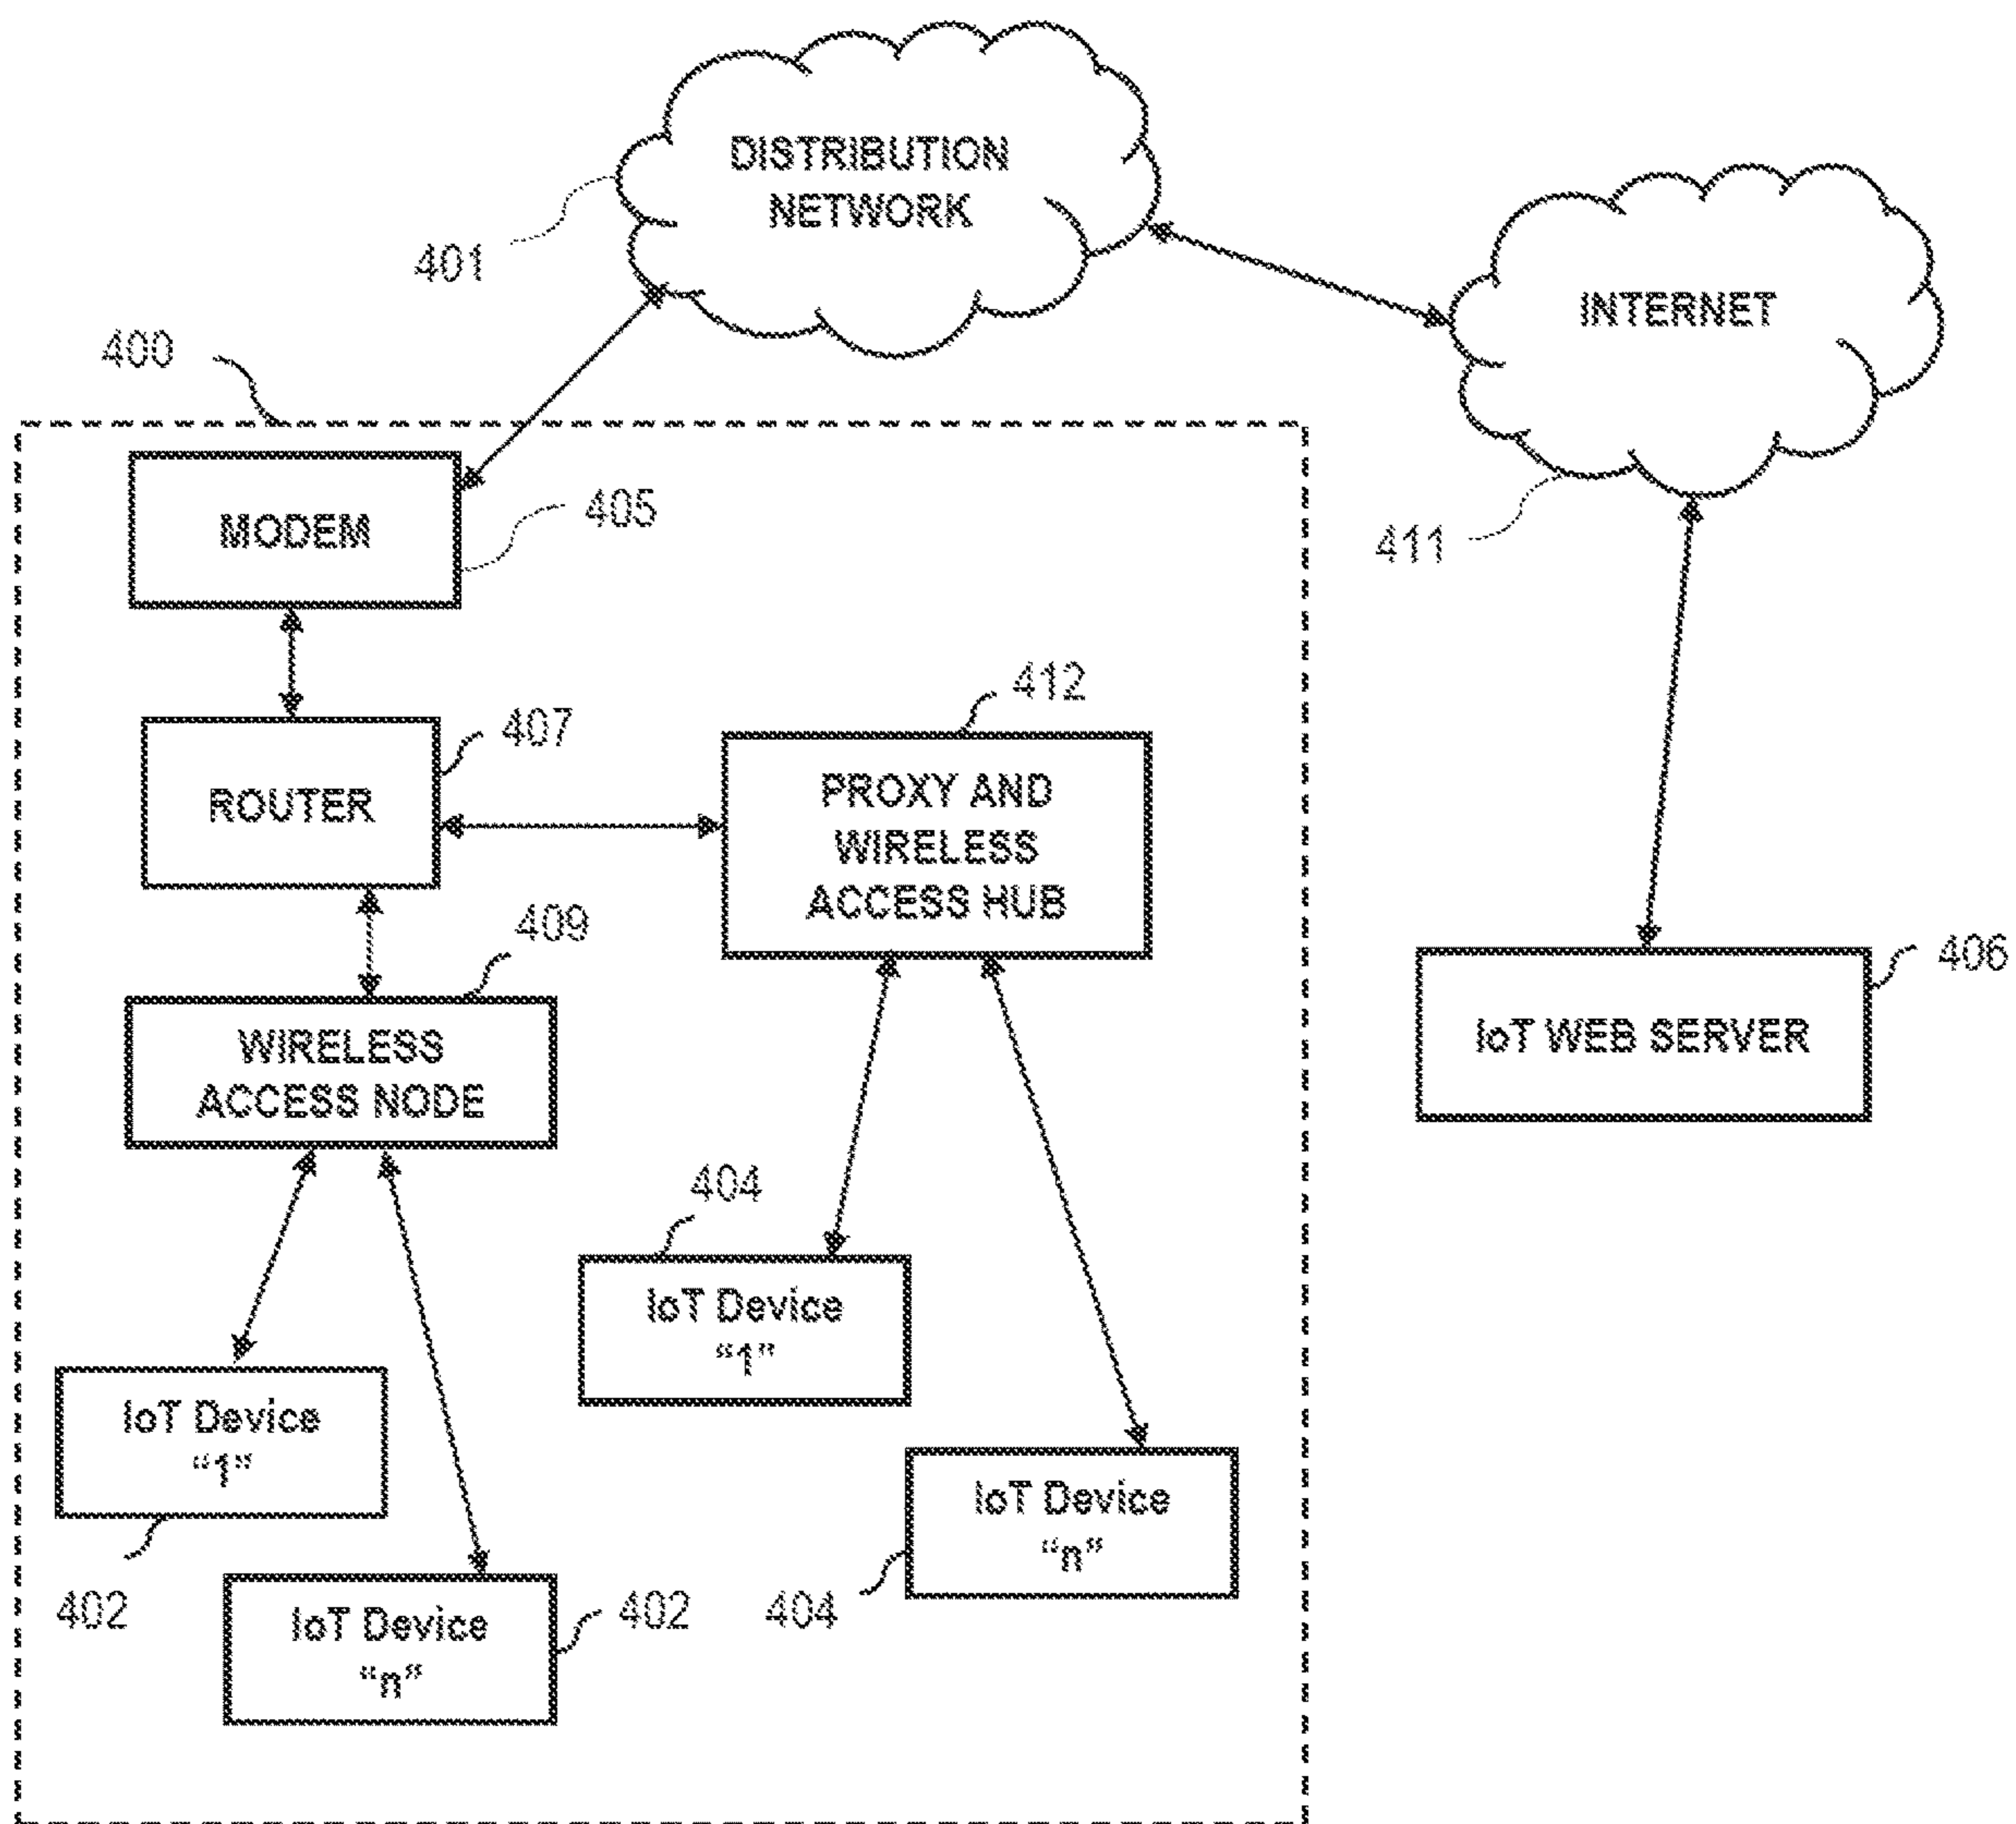 DISTRIBUTION
NETWORK
401
INTERNET
411
400
MODEM
405
ROUTER
407
412
PROXY AND
WIRELESS
ACCESS HUB
409
WIRELESS
ACCESS NODE
406
IoT WEB SERVER
404
IoT Device
“1”
IoT Device
“1”
402
IoT Device
“n”
404
IoT Device
“n”
402